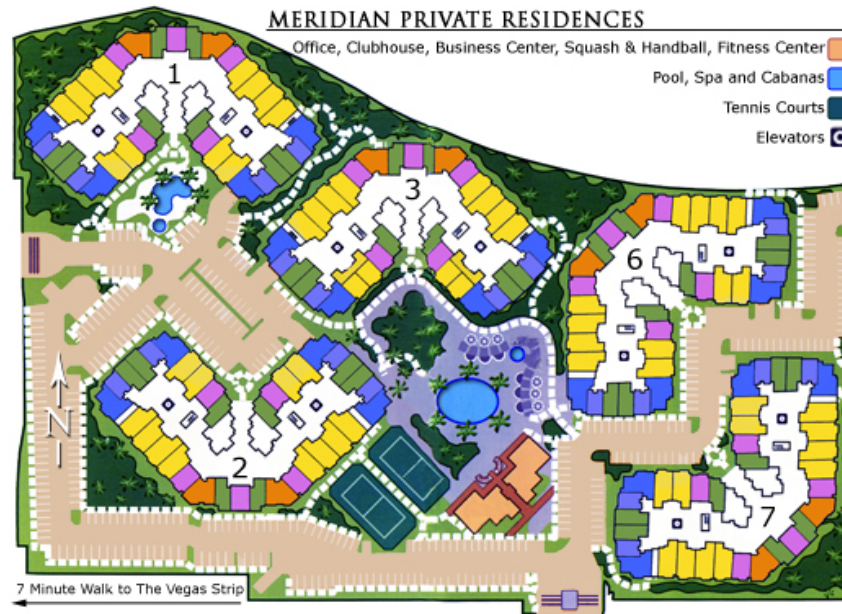 MERIDIAN PRIVATE RESIDENCES
Office, Clubhouse, Business Center, Squash & Handball, Fitness Center
Pool, Spa and Cabanas
Tennis Courts
Elevators
1
3
6
2
7
N
7 Minute Walk to The Vegas Strip